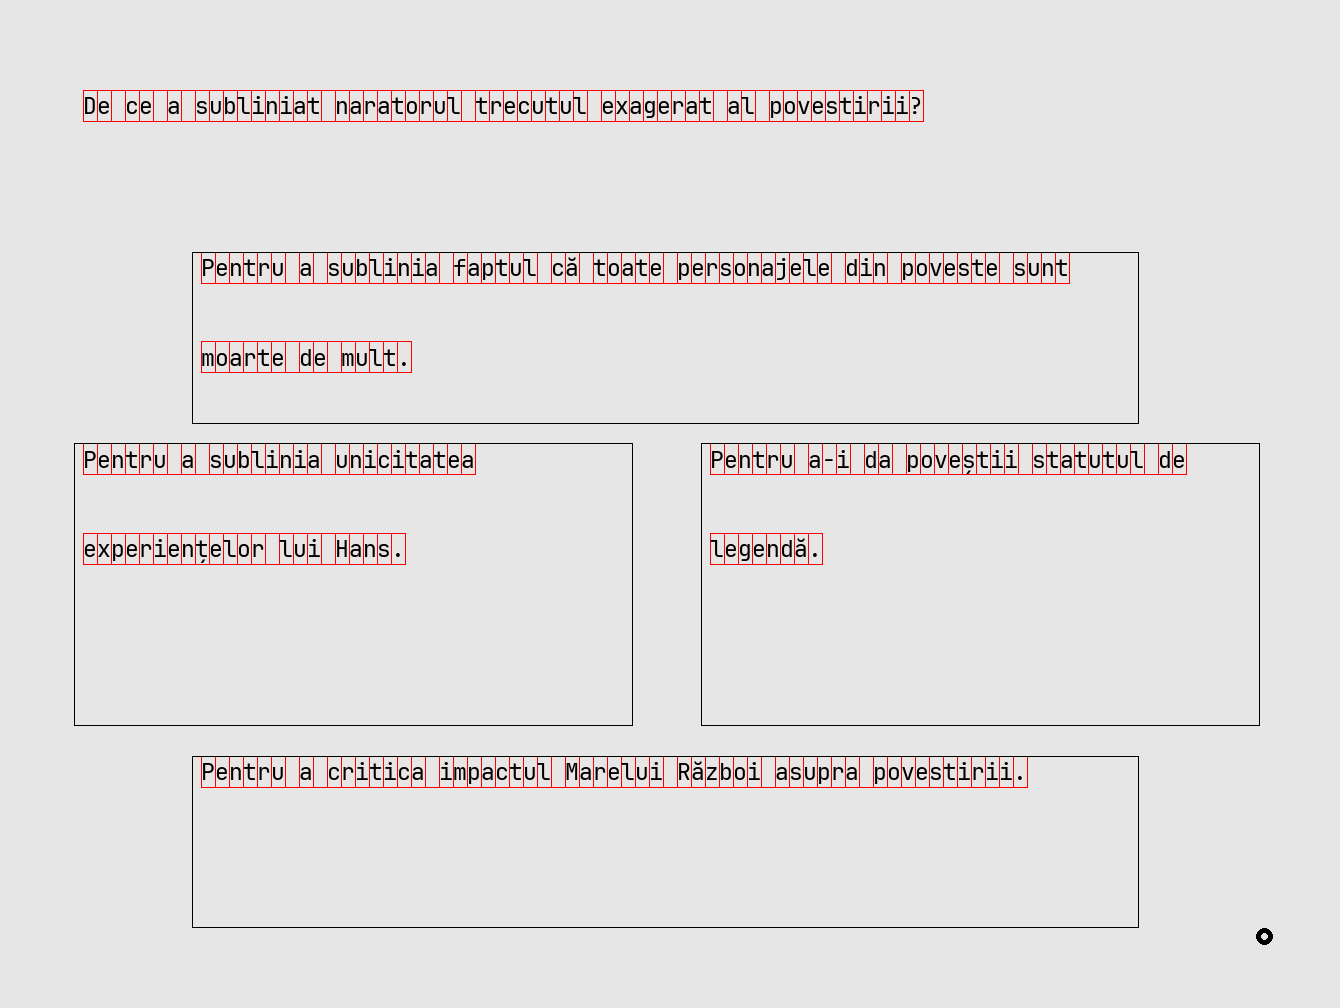 De ce a subliniat naratorul trecutul exagerat al povestirii?
Pentru a sublinia faptul că toate personajele din poveste sunt
moarte de mult.
Pentru a sublinia unicitatea
experiențelor lui Hans.
Pentru a-i da poveștii statutul de
legendă.
Pentru a critica impactul Marelui Război asupra povestirii.